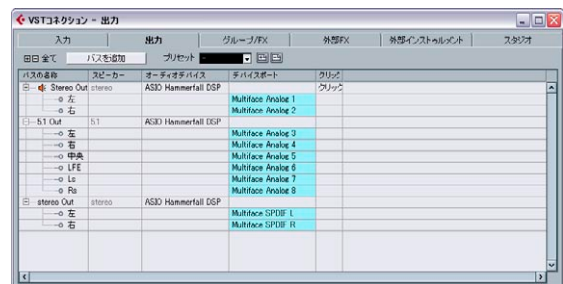 VSTコネクション - 出力
入力 出力 グループ/FX 外部FX 外部インストゥルメント スタジオ
全て バスを追加 プリセット -
バスの名称 スピーカー オーディオデバイス デバイスポート クリック
Stereo Out stereo ASIO Hammerfall DSP クリック
左 Multiface Analog 1
右 Multiface Analog 2
5.1 Out 5.1 ASIO Hammerfall DSP
左 Multiface Analog 3
右 Multiface Analog 4
中央 Multiface Analog 5
LFE Multiface Analog 6
Ls Multiface Analog 7
Rs Multiface Analog 8
stereo Out stereo ASIO Hammerfall DSP
左 Multiface SPDIF L
右 Multiface SPDIF R